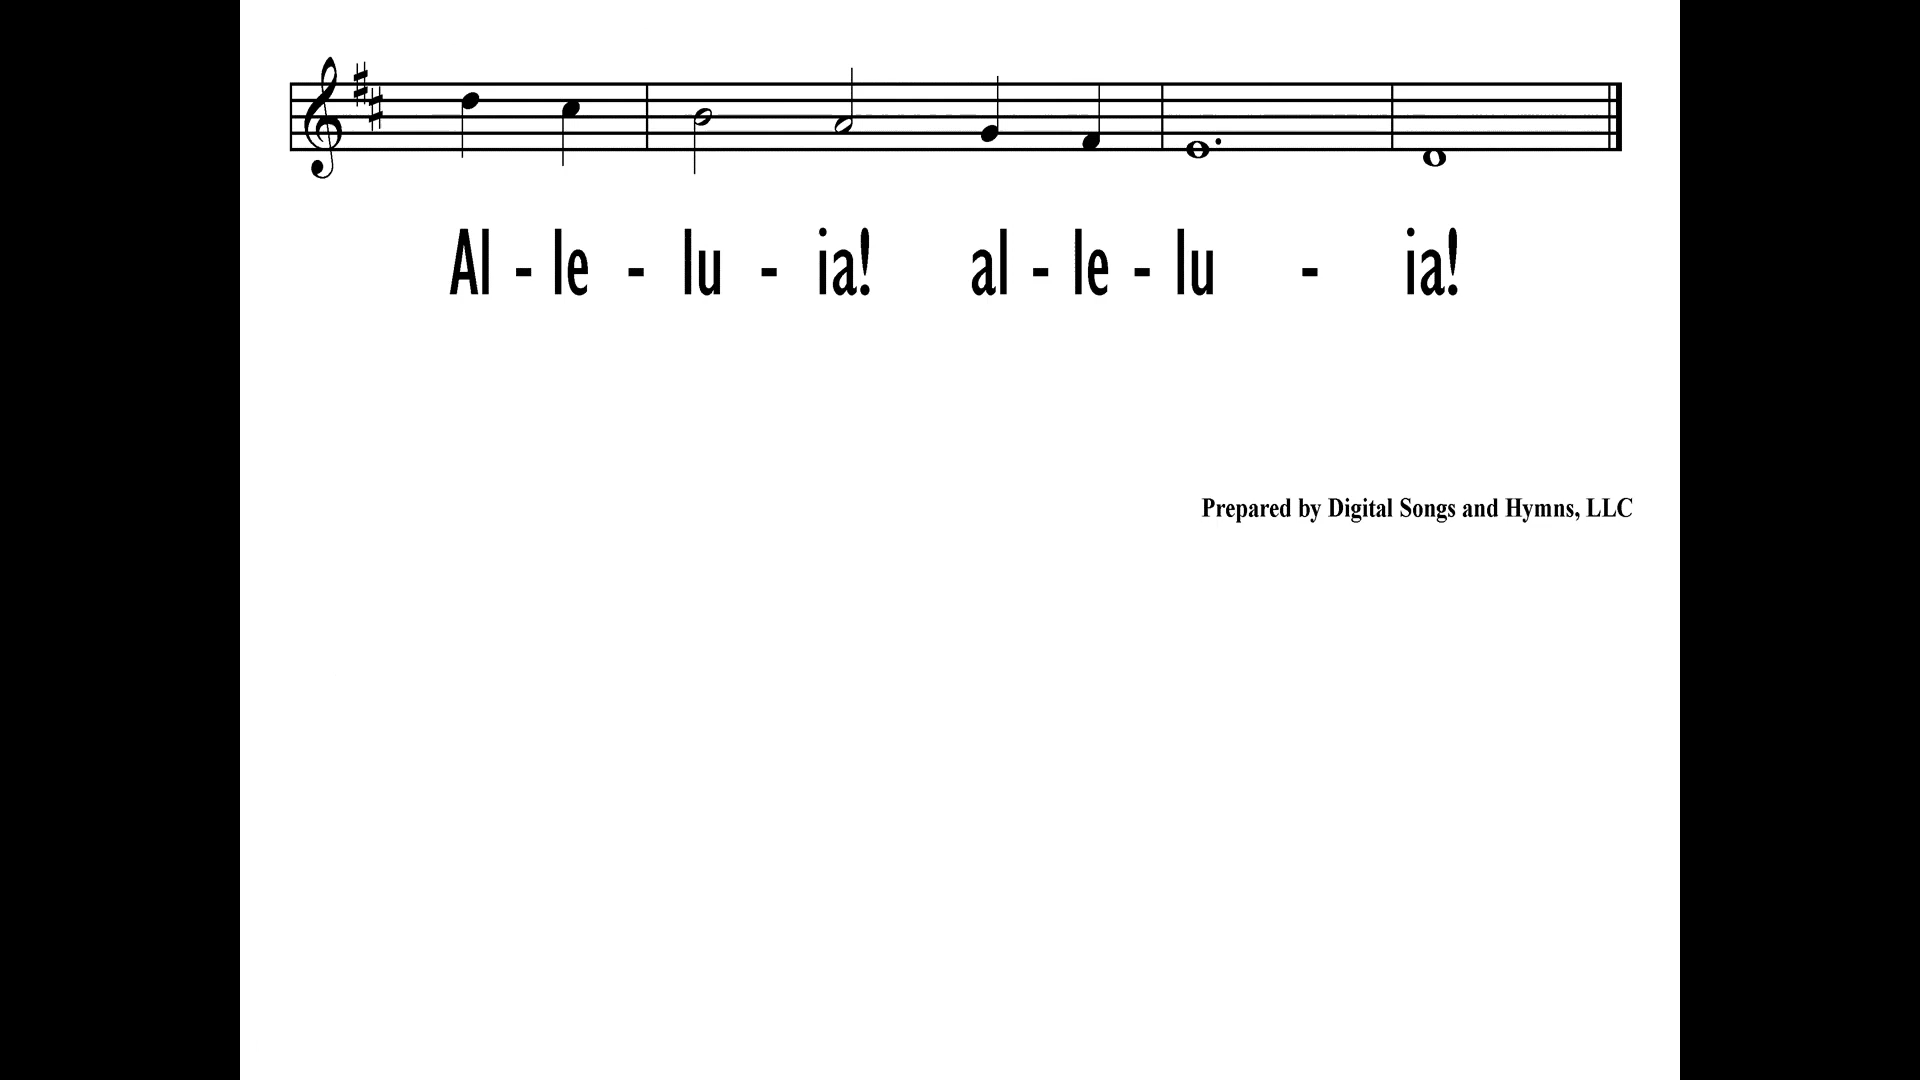 Al - le - lu - ia! al - le - lu - ia!
Prepared by Digital Songs and Hymns, LLC